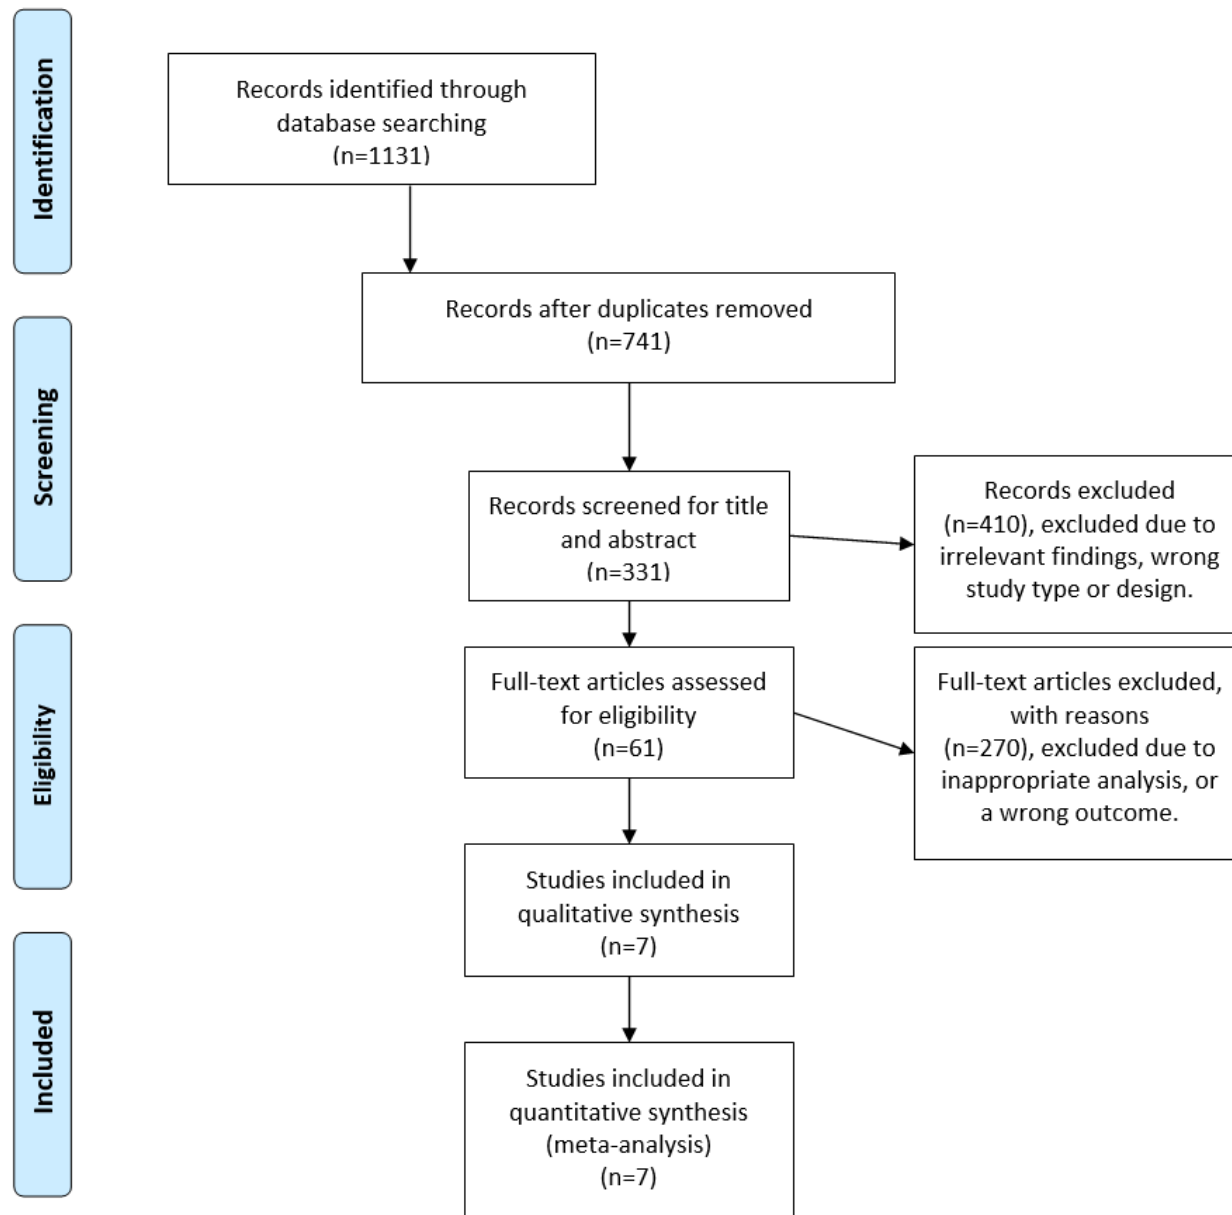 Identification
Records identified through
database searching
(n=1131)
Records after duplicates removed
(n=741)
Screening
Records screened for title
and abstract
(n=331)
Records excluded
(n=410), excluded due to
irrelevant findings, wrong
study type or design.
Eligibility
Full-text articles assessed
for eligibility
(n=61)
Full-text articles excluded,
with reasons
(n=270), excluded due to
inappropriate analysis, or
a wrong outcome.
Studies included in
qualitative synthesis
(n=7)
Included
Studies included in
quantitative synthesis
(meta-analysis)
(n=7)